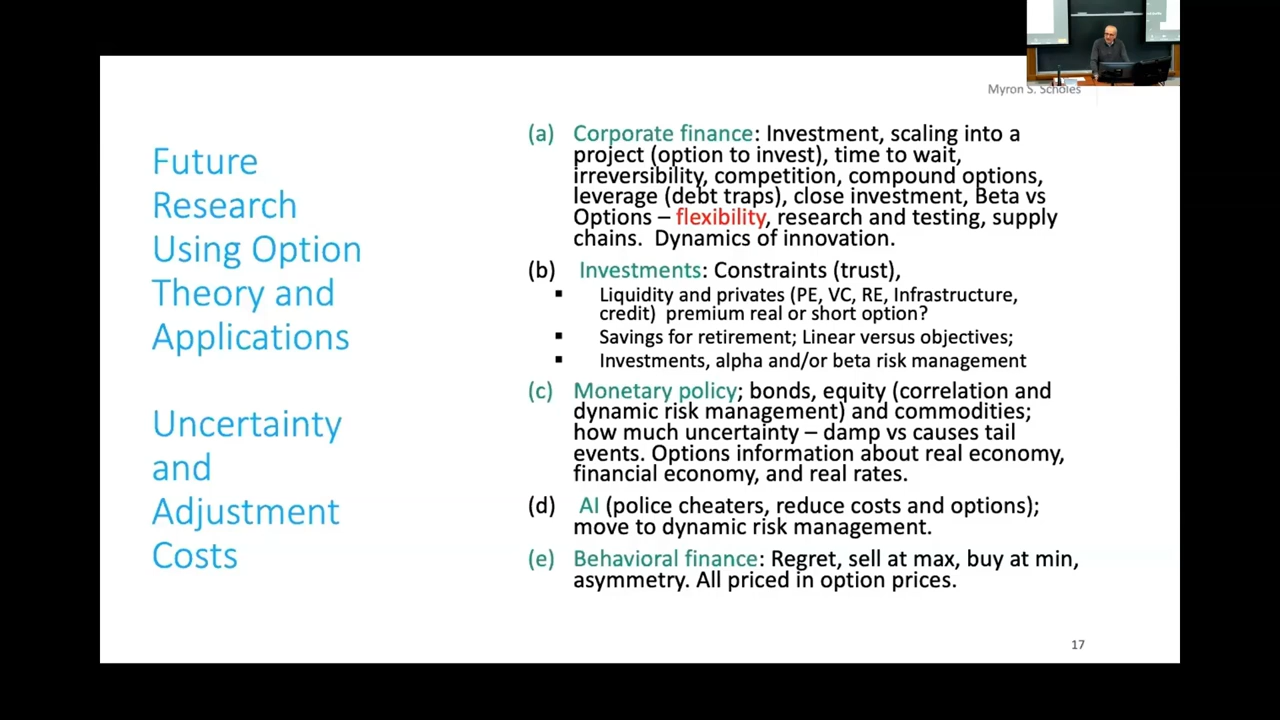 Myron S. Scholes
Future
Research
Using Option
Theory and
Applications
Uncertainty
and
Adjustment
Costs
(a) Corporate finance: Investment, scaling into a
project (option to invest), time to wait,
irreversibility, competition, compound options,
leverage (debt traps), close investment, Beta vs
Options – flexibility, research and testing, supply
chains. Dynamics of innovation.
(b) Investments: Constraints (trust),
▪ Liquidity and privates (PE, VC, RE, Infrastructure,
credit) premium real or short option?
▪ Savings for retirement; Linear versus objectives;
▪ Investments, alpha and/or beta risk management
(c) Monetary policy; bonds, equity (correlation and
dynamic risk management) and commodities;
how much uncertainty – damp vs causes tail
events. Options information about real economy,
financial economy, and real rates.
(d) AI (police cheaters, reduce costs and options);
move to dynamic risk management.
(e) Behavioral finance: Regret, sell at max, buy at min,
asymmetry. All priced in option prices.
17